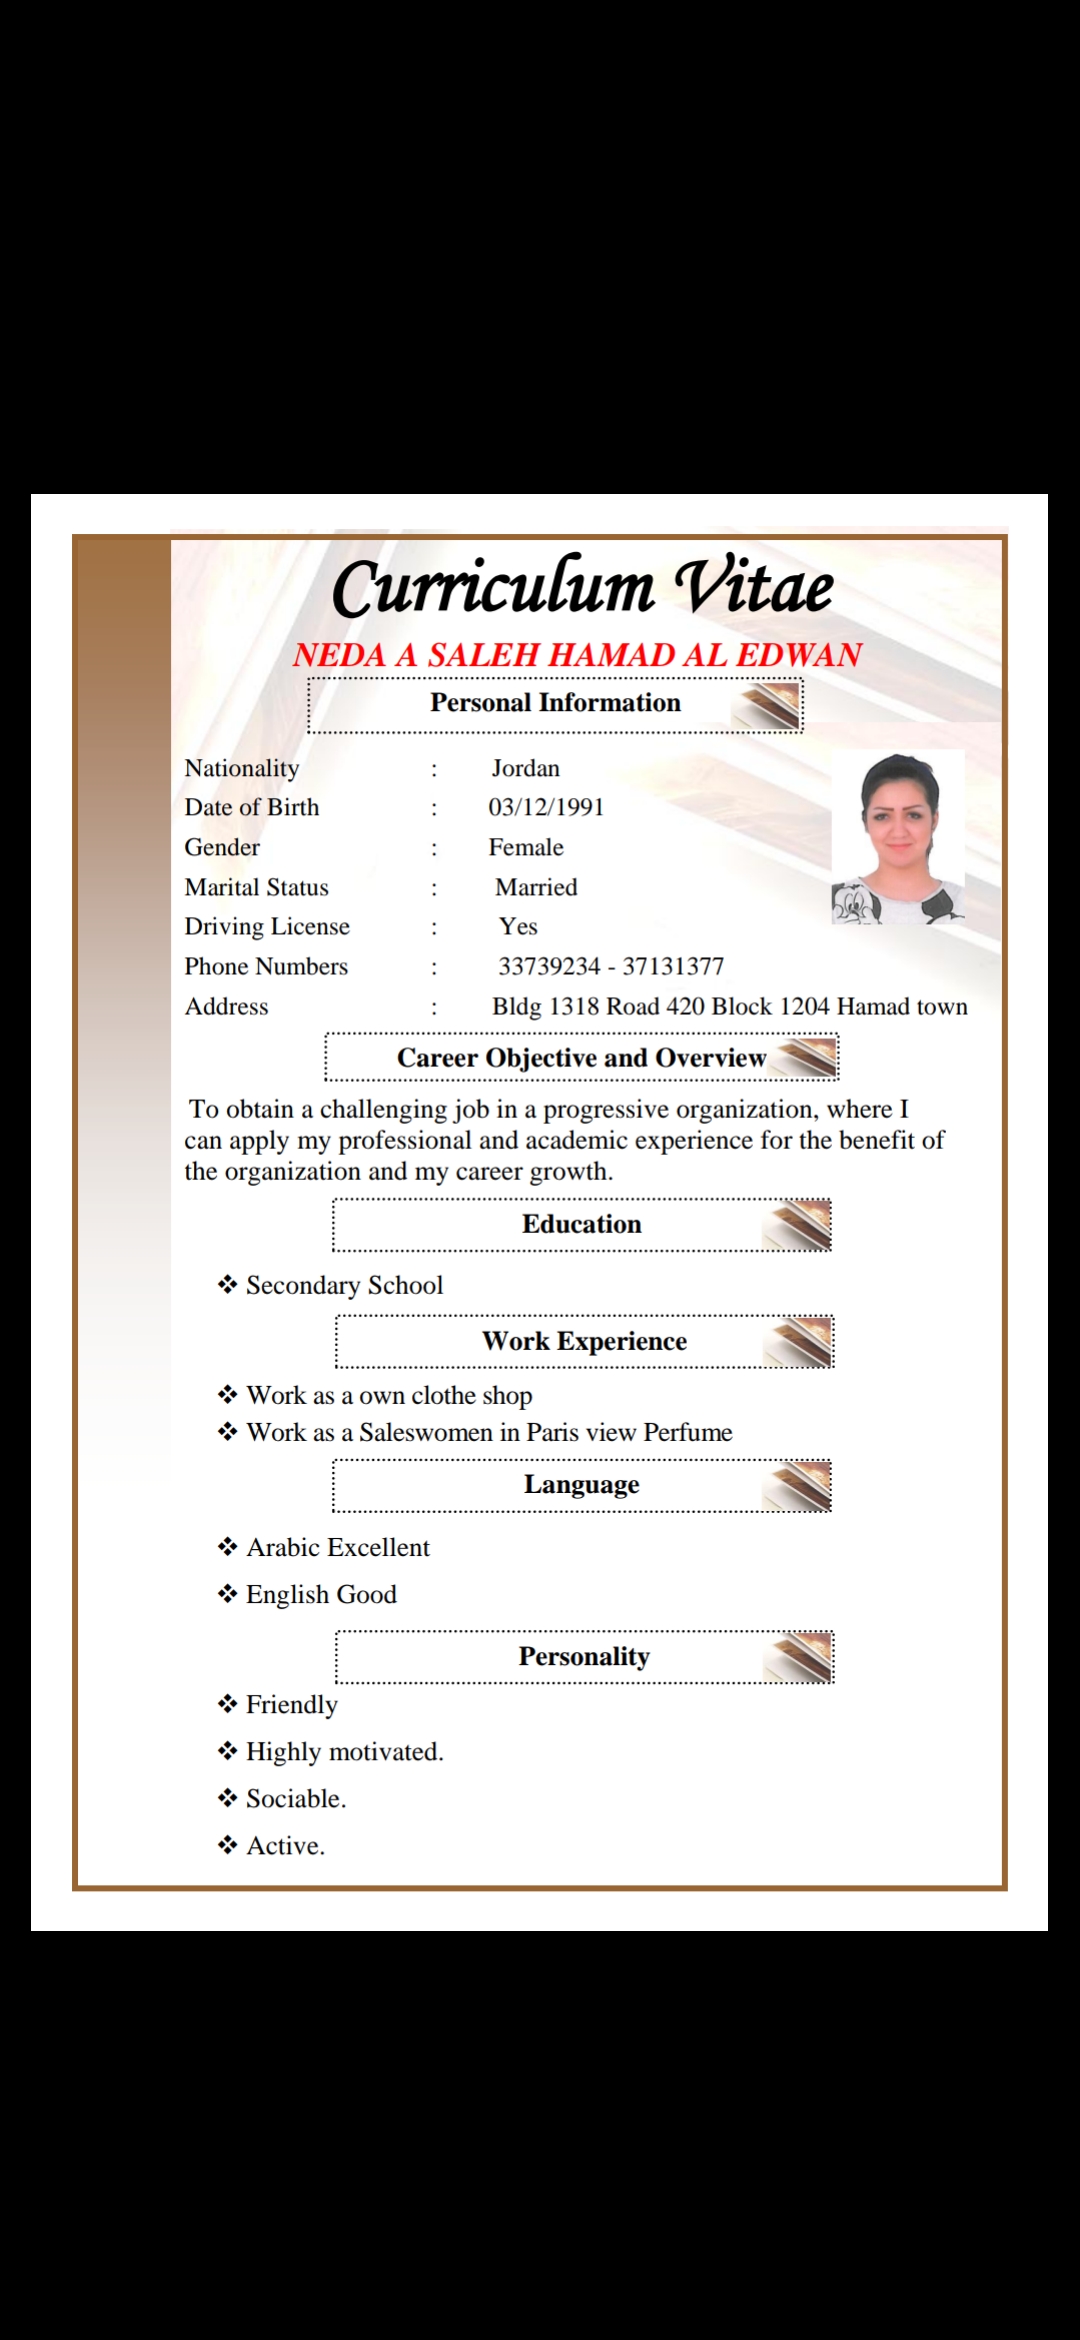 Curriculum Vitae
NEDA A SALEH HAMAD AL EDWAN
Personal Information
Nationality : Jordan
Date of Birth : 03/12/1991
Gender : Female
Marital Status : Married
Driving License : Yes
Phone Numbers : 33739234 - 37131377
Address : Bldg 1318 Road 420 Block 1204 Hamad town
Career Objective and Overview
To obtain a challenging job in a progressive organization, where I
can apply my professional and academic experience for the benefit of
the organization and my career growth.
Education
❖ Secondary School
Work Experience
❖ Work as a own clothe shop
❖ Work as a Saleswomen in Paris view Perfume
Language
❖ Arabic Excellent
❖ English Good
Personality
❖ Friendly
❖ Highly motivated.
❖ Sociable.
❖ Active.